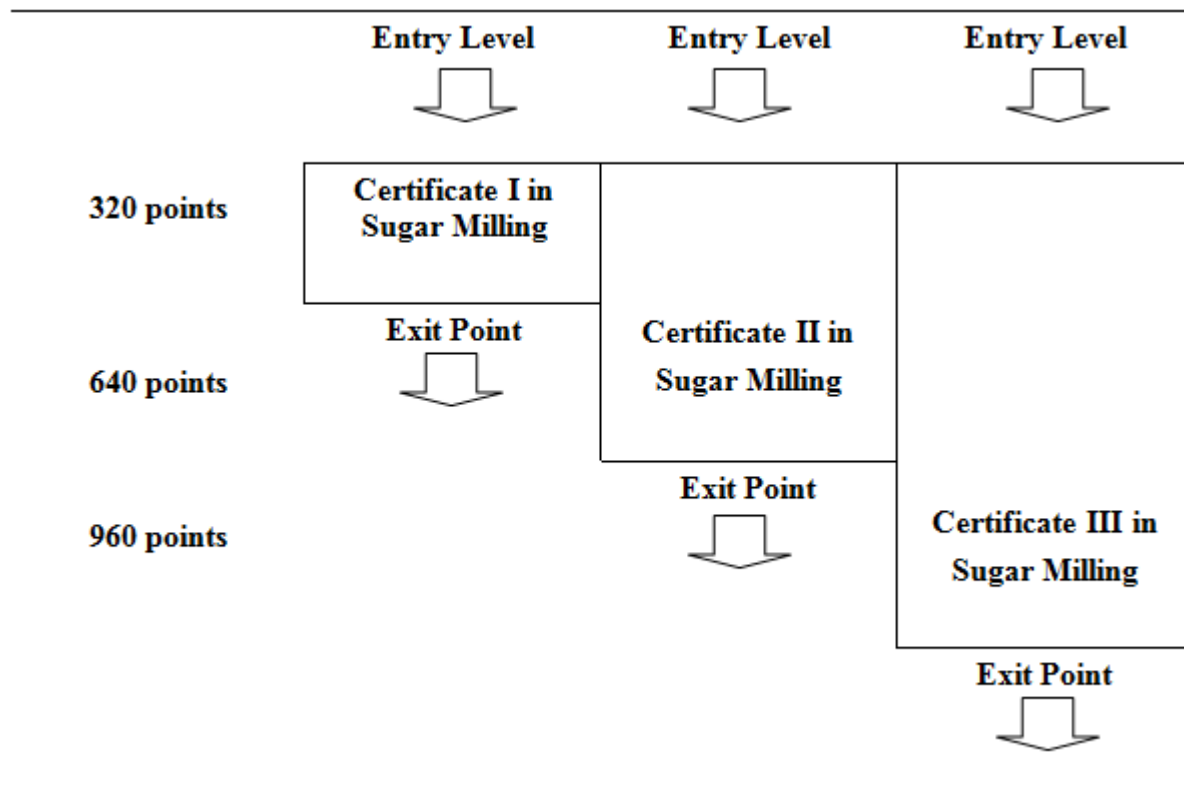 Entry Level Entry Level Entry Level
320 points
Certificate I in
Sugar Milling
Exit Point
640 points
Certificate II in
Sugar Milling
Exit Point
960 points
Certificate III in
Sugar Milling
Exit Point